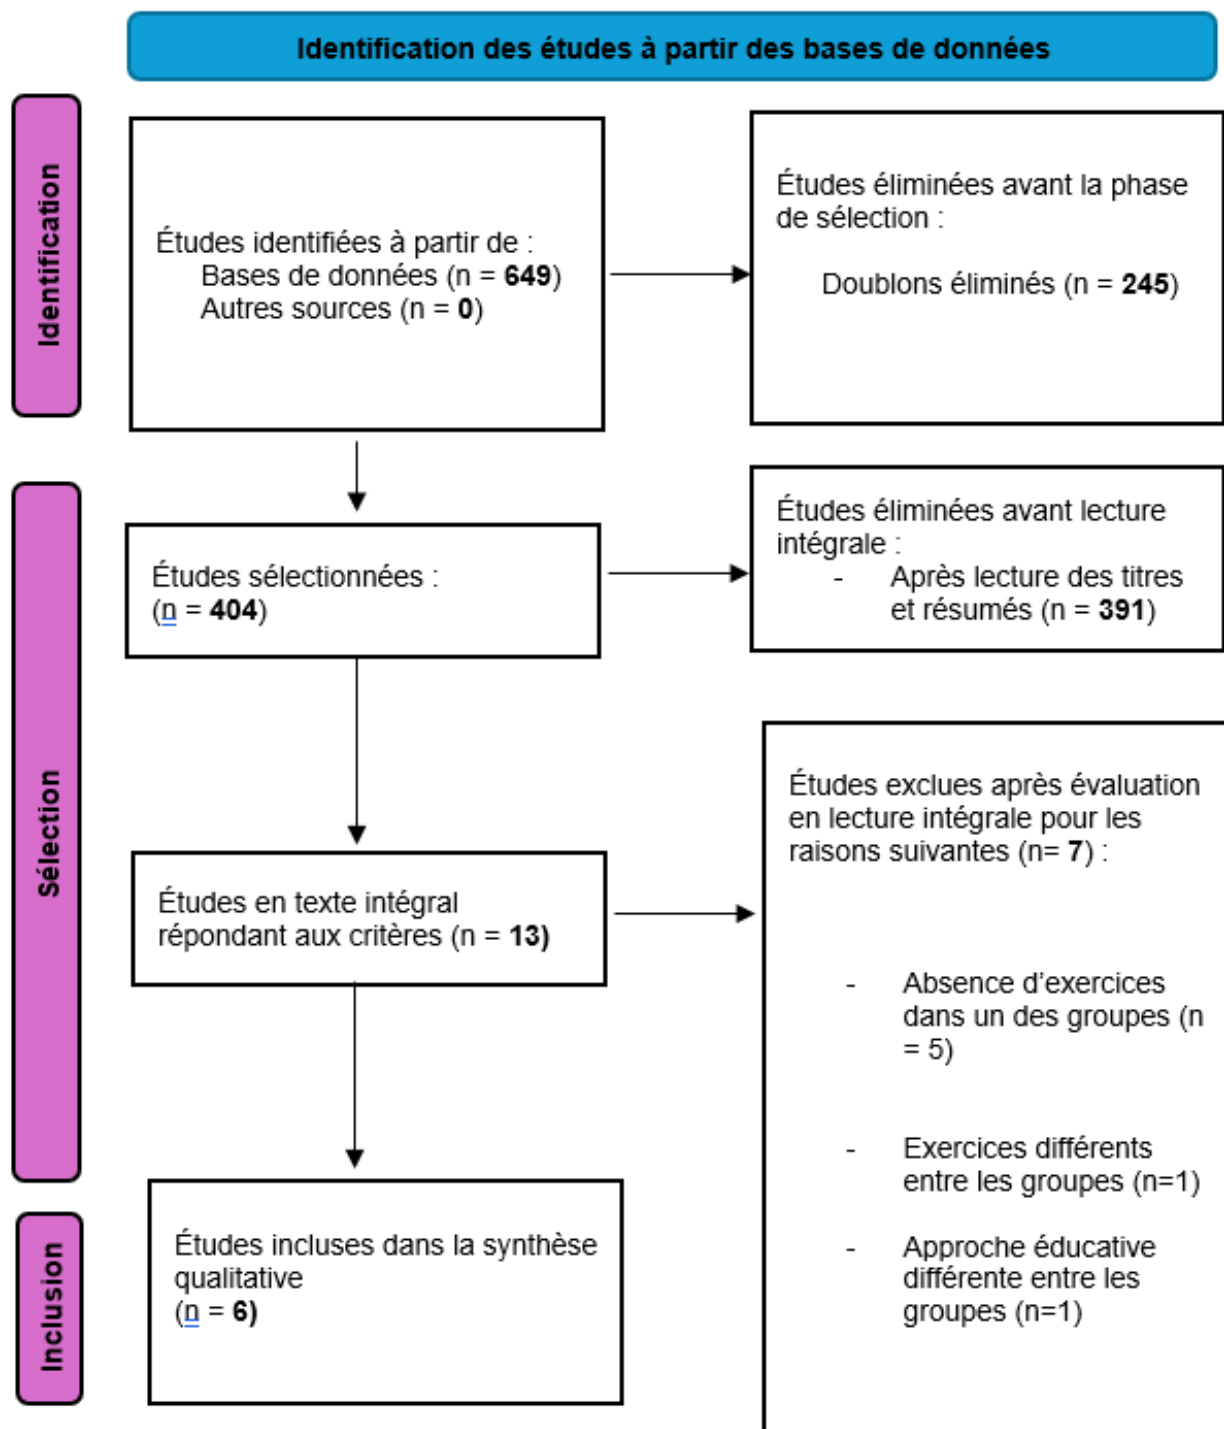 Identification des études à partir des bases de données
Identification
Études identifiées à partir de :
Bases de données (n = 649)
Autres sources (n = 0)
Études éliminées avant la phase
de sélection :
Doublons éliminés (n = 245)
Sélection
Études sélectionnées :
(n = 404)
Études éliminées avant lecture
intégrale :
- Après lecture des titres
et résumés (n = 391)
Études en texte intégral
répondant aux critères (n = 13)
Études exclues après évaluation
en lecture intégrale pour les
raisons suivantes (n= 7) :
- Absence d’exercices
dans un des groupes (n
= 5)
- Exercices différents
entre les groupes (n=1)
- Approche éducative
différente entre les
groupes (n=1)
Inclusion
Études incluses dans la synthèse
qualitative
(n = 6)